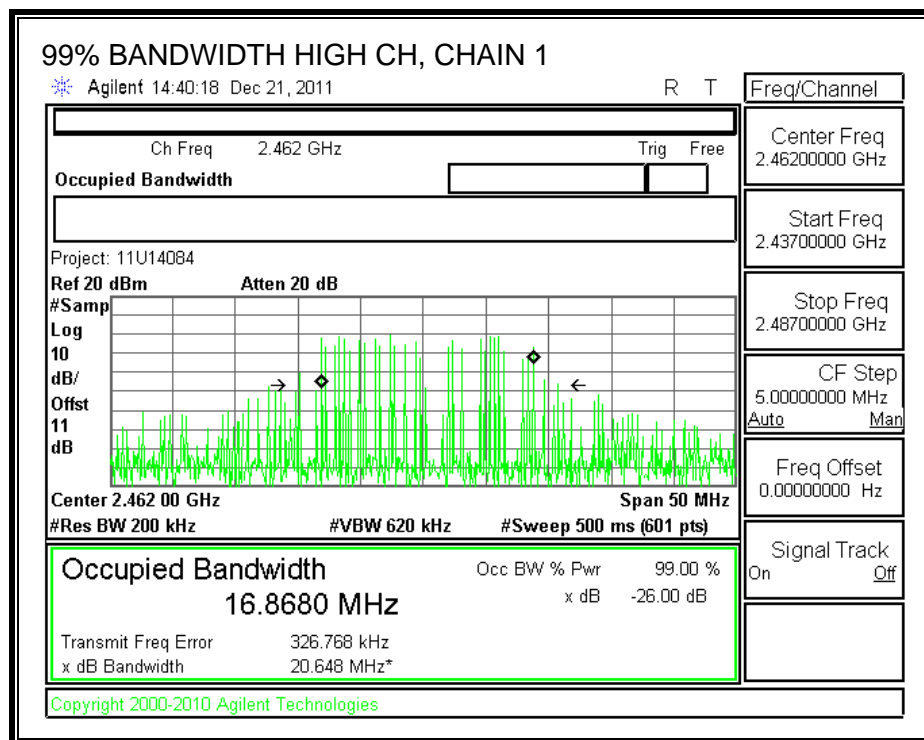 99% BANDWIDTH HIGH CH, CHAIN 1
Agilent 14:40:18 Dec 21, 2011 R T
Ch Freq 2.462 GHz Trig Free
Occupied Bandwidth
Project: 11U14084
Ref 20 dBm Atten 20 dB
#Samp
Log
10
dB/
Offst
11
dB
Center 2.462 00 GHz Span 50 MHz
#Res BW 200 kHz #VBW 620 kHz #Sweep 500 ms (601 pts)
Occupied Bandwidth Occ BW % Pwr 99.00 %
16.8680 MHz x dB -26.00 dB
Transmit Freq Error 326.768 kHz
x dB Bandwidth 20.648 MHz*
Copyright 2000-2010 Agilent Technologies
Freq/Channel
Center Freq
2.46200000 GHz
Start Freq
2.43700000 GHz
Stop Freq
2.48700000 GHz
CF Step
5.00000000 MHz
Auto Man
Freq Offset
0.00000000 Hz
Signal Track
On Off